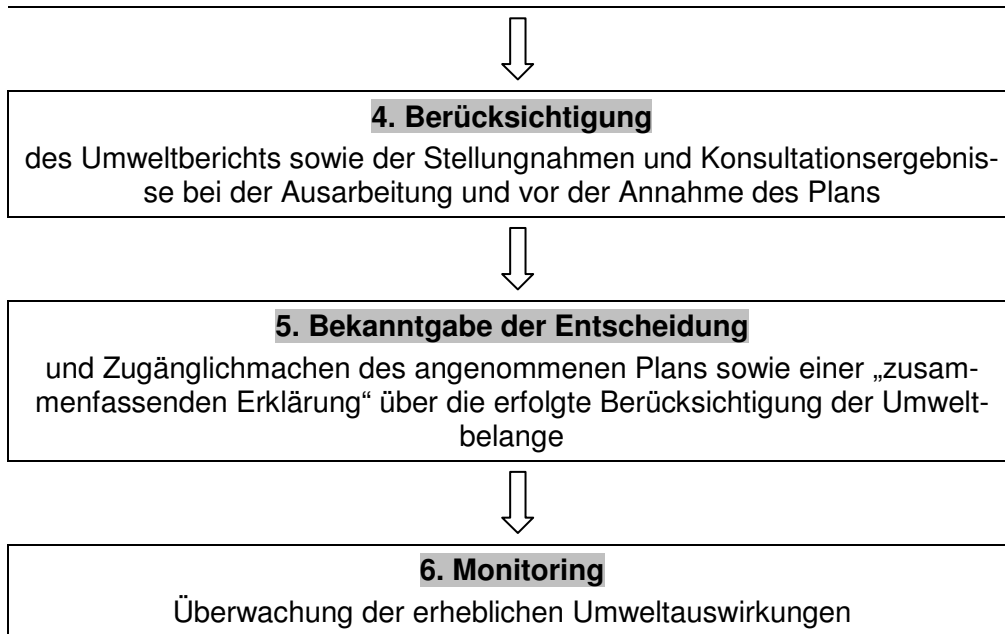 4. Berücksichtigung
des Umweltberichts sowie der Stellungnahmen und Konsultationsergebnis-
se bei der Ausarbeitung und vor der Annahme des Plans
5. Bekanntgabe der Entscheidung
und Zugänglichmachen des angenommenen Plans sowie einer „zusam-
menfassenden Erklärung“ über die erfolgte Berücksichtigung der Umwelt-
belange
6. Monitoring
Überwachung der erheblichen Umweltauswirkungen